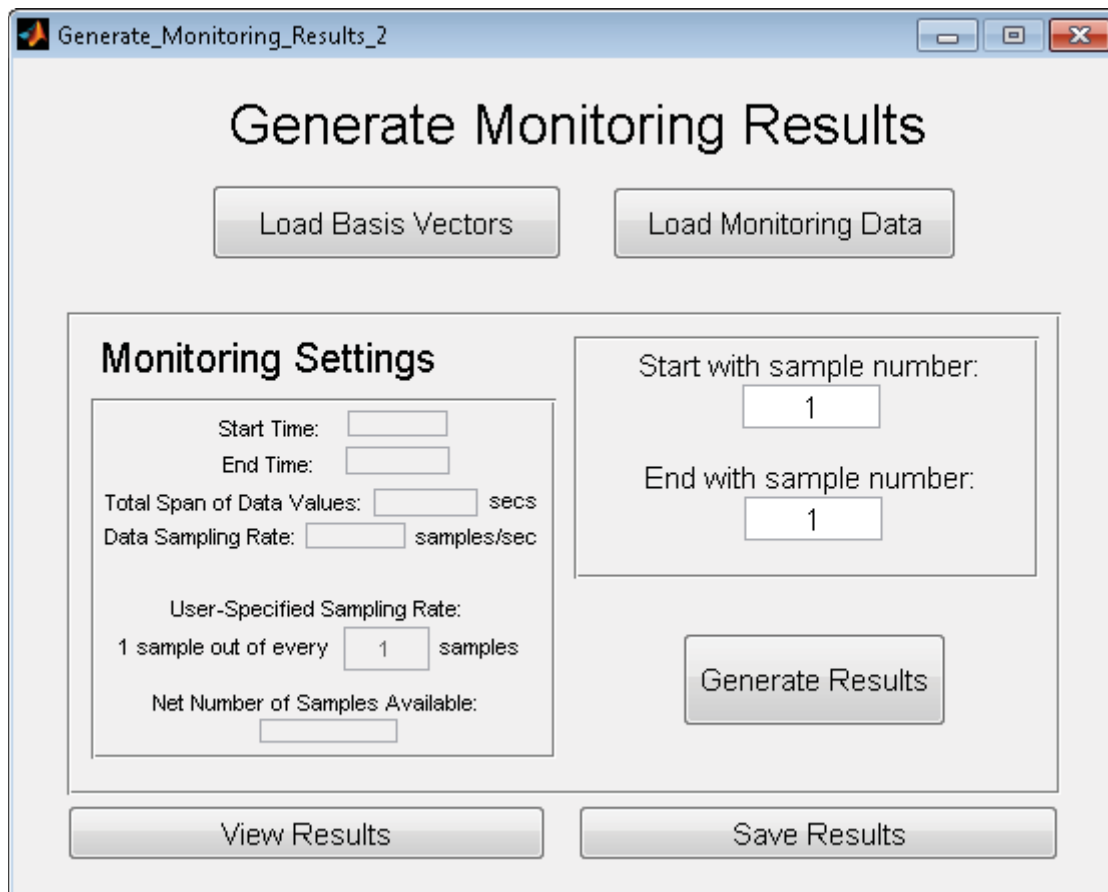 Generate_Monitoring_Results_2
Generate Monitoring Results
Load Basis Vectors
Load Monitoring Data
Monitoring Settings
Start Time:
End Time:
Total Span of Data Values: secs
Data Sampling Rate: samples/sec
User-Specified Sampling Rate:
1 sample out of every 1 samples
Net Number of Samples Available:
Start with sample number:
1
End with sample number:
1
Generate Results
View Results
Save Results